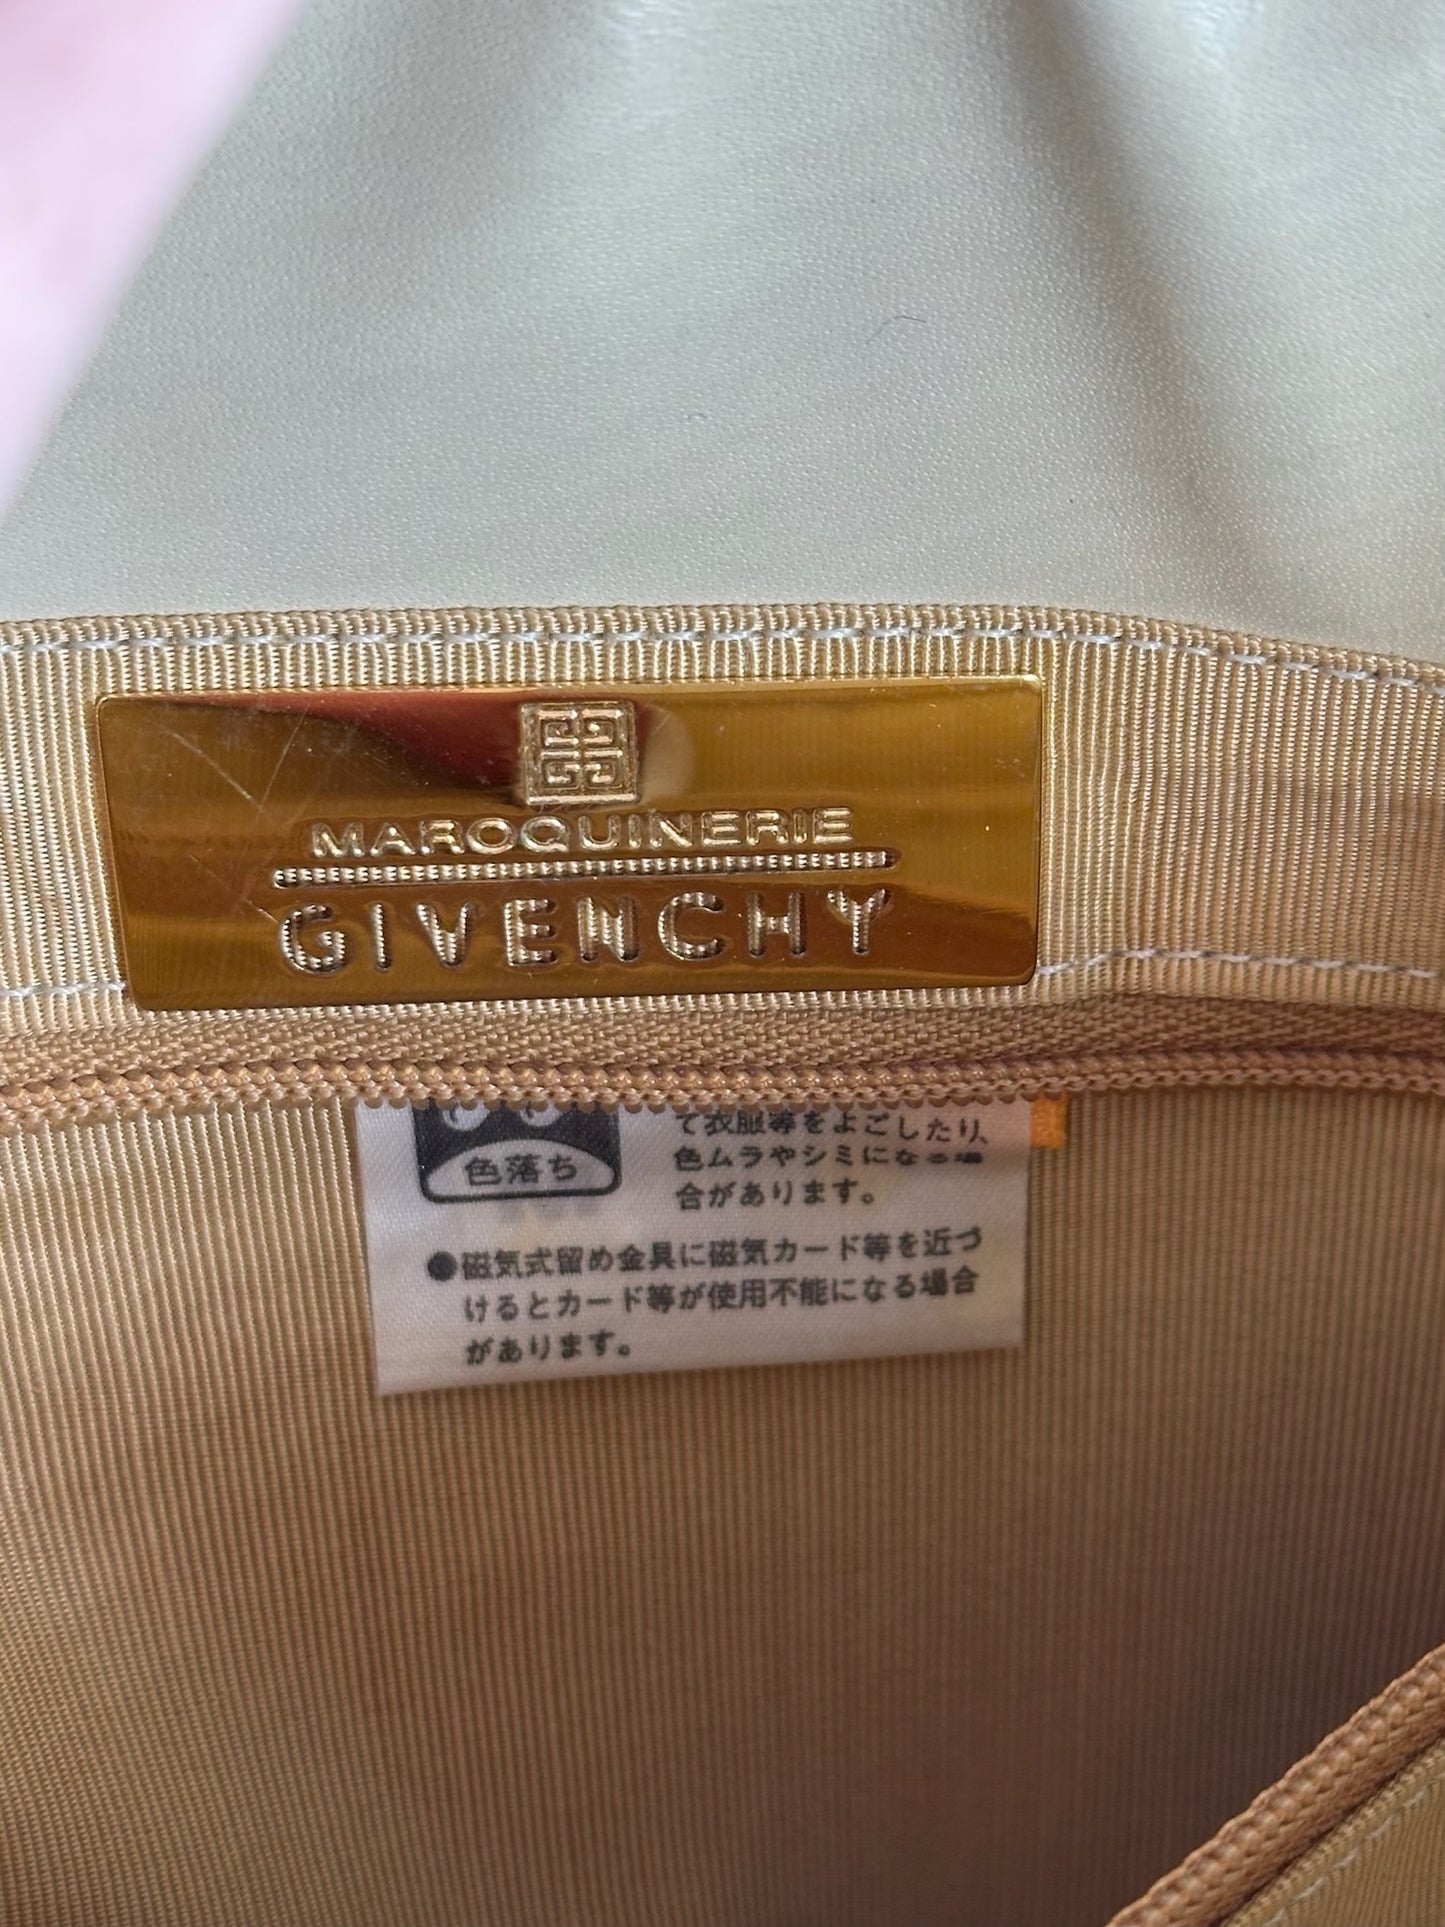 MAROQUINERIE
GIVENCHY
色落ち
て衣服等をよごしたり、
色ムラやシミになる場
合があります。
●磁気式留め金具に磁気カード等を近づ
けるとカード等が使用不能になる場合
があります。